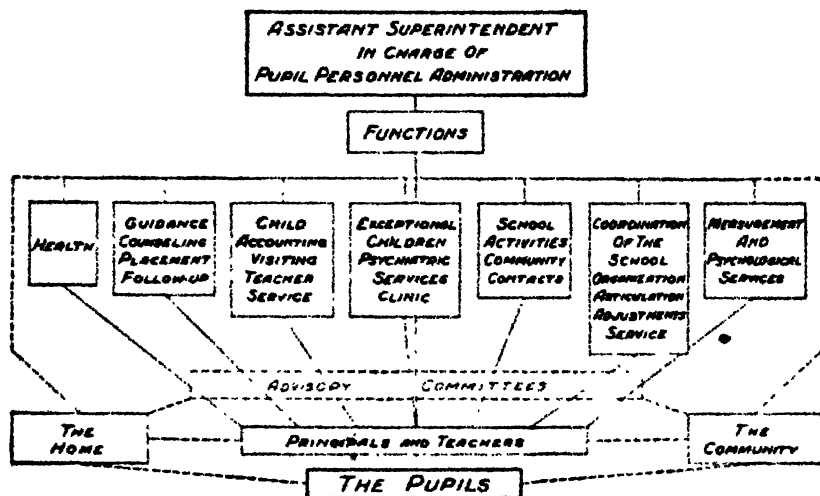 ASSISTANT SUPERINTENDENT
IN CHARGE OF
PUPIL PERSONNEL ADMINISTRATION
FUNCTIONS
HEALTH
GUIDANCE
COUNSELING
PLACEMENT
FOLLOW-UP
CHILD
ACCOUNTING
VISITING
TEACHER
SERVICE
EXCEPTIONAL
CHILDREN
PSYCHIATRIC
SERVICES
CLINIC
SCHOOL
ACTIVITIES
COMMUNITY
CONTACTS
COORDINATION
OF THE
SCHOOL
ORGANIZATION
ARTICULATION
ADJUSTMENTS
SERVICE
MEASUREMENT
AND
PSYCHOLOGICAL
SERVICES
ADVISORY COMMITTEES
THE
HOME
PRINCIPALS AND TEACHERS
THE
COMMUNITY
THE PUPILS